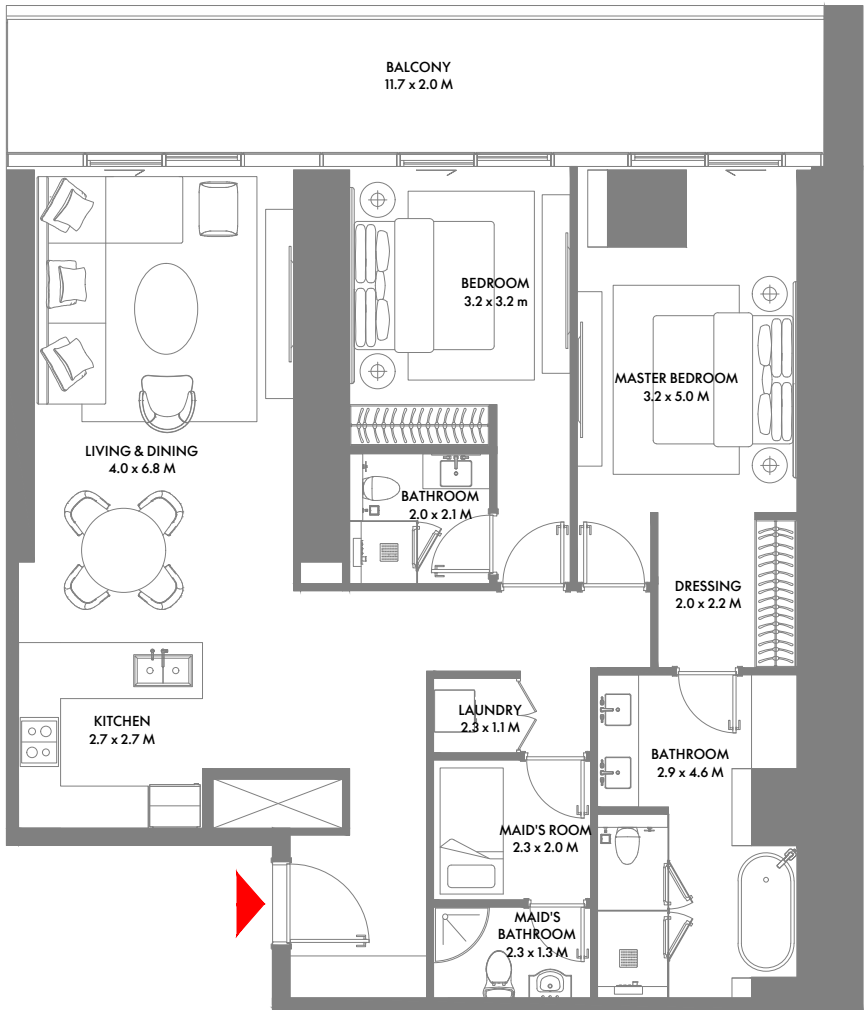 BALCONY
11.7 x 2.0 M
BEDROOM
3.2 x 3.2 m
MASTER BEDROOM
3.2 x 5.0 M
LIVING & DINING
4.0 x 6.8 M
BATHROOM
2.0 x 2.1 M
DRESSING
2.0 x 2.2 M
LAUNDRY
2.3 x 1.1 M
KITCHEN
2.7 x 2.7 M
BATHROOM
2.9 x 4.6 M
MAID'S ROOM
2.3 x 2.0 M
MAID'S
BATHROOM
2.3 x 1.3 M